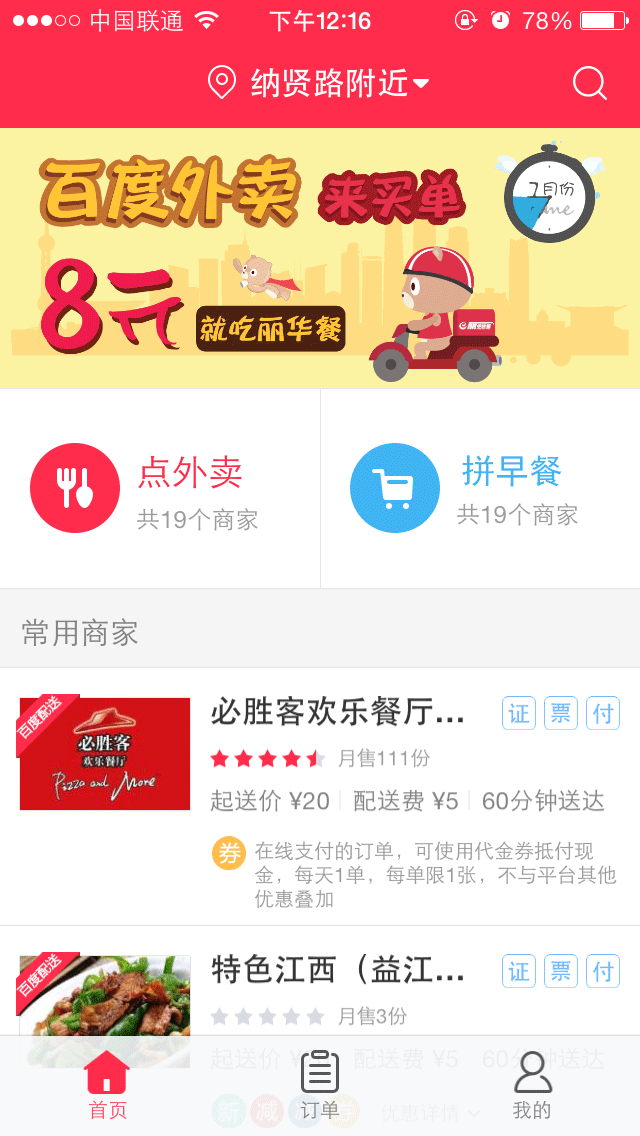 中国联通 下午12:16 78%
纳贤路附近
百度外卖 来买单
7月份
me
8元 就吃丽华餐
点外卖
共19个商家
拼早餐
共19个商家
常用商家
百度配送
必胜客
欢乐餐厅
Pizza and More
必胜客欢乐餐厅... 证 票 付
月售111份
起送价 ¥20 配送费 ¥5 60分钟送达
券 在线支付的订单，可使用代金券抵付现
金，每天1单，每单限1张，不与平台其他
优惠叠加
百度配送
特色江西（益江... 证 票 付
月售3份
配送费 ¥5 60分钟送达
新 减 券 优惠详情
首页 订单 我的